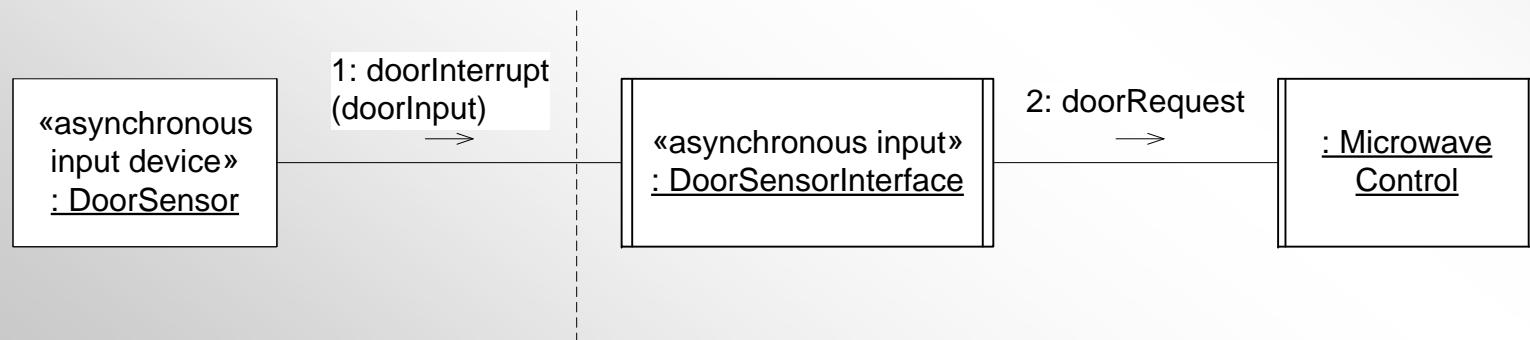 «asynchronous
input device»
: DoorSensor
1: doorInterrupt
(doorInput)
«asynchronous input»
: DoorSensorInterface
2: doorRequest
: Microwave
Control